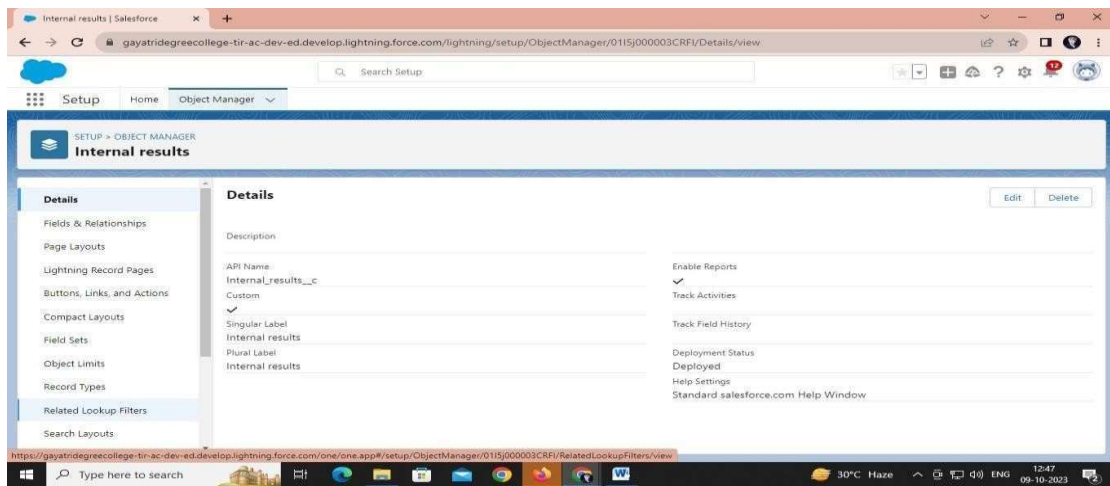 Internal results | Salesforce
gayatridegreecollege-tir-ac-dev-ed.develop.lightning.force.com/lightning/setup/ObjectManager/01I5j000003CRFI/Details/view
Search Setup
12
Setup Home Object Manager
SETUP > OBJECT MANAGER
Internal results
Details
Fields & Relationships
Page Layouts
Lightning Record Pages
Buttons, Links, and Actions
Compact Layouts
Field Sets
Object Limits
Record Types
Related Lookup Filters
Search Layouts
Details
Edit Delete
Description
API Name
Internal_results__c
Custom
Singular Label
Internal results
Plural Label
Internal results
Enable Reports
Track Activities
Track Field History
Deployment Status
Deployed
Help Settings
Standard salesforce.com Help Window
https://gayatridegreecollege-tir-ac-dev-ed.develop.lightning.force.com/one/one.app#/setup/ObjectManager/01I5j000003CRFI/RelatedLookupFilters/view
Type here to search
30°C Haze
ENG
12:47
09-10-2023
2